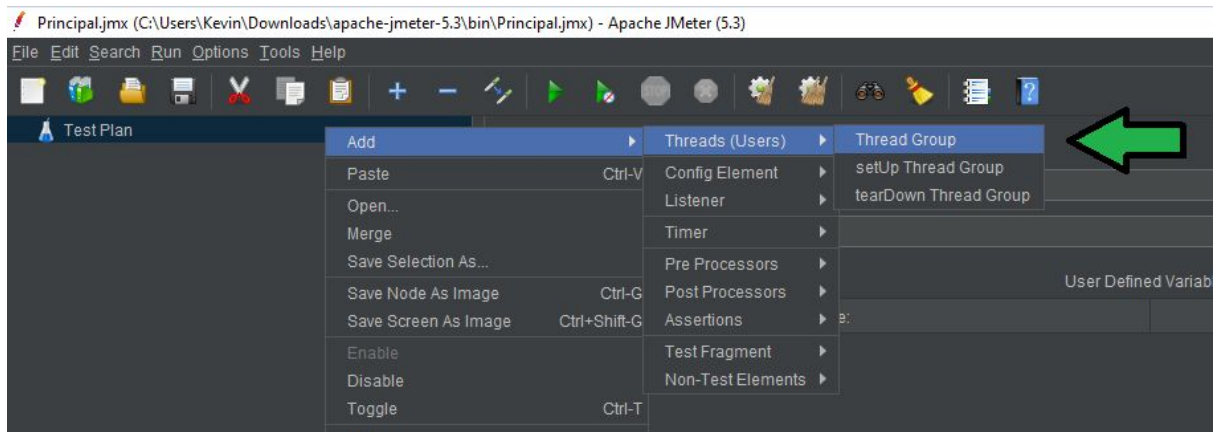 Principal.jmx (C:\Users\Kevin\Downloads\apache-jmeter-5.3\bin\Principal.jmx) - Apache JMeter (5.3)
File Edit Search Run Options Tools Help
STOP
?
Test Plan
Add
Paste Ctrl-V
Open...
Merge
Save Selection As...
Save Node As Image Ctrl-G
Save Screen As Image Ctrl+Shift-G
Enable
Disable
Toggle Ctrl-T
Threads (Users)
Config Element
Listener
Timer
Pre Processors
Post Processors
Assertions
Test Fragment
Non-Test Elements
Thread Group
setUp Thread Group
tearDown Thread Group
User Defined Variab
e: